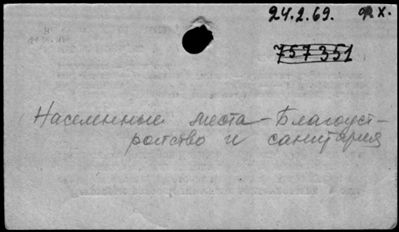 24.2.69. ф.х.
757351
Населенные места - Благоуст-
ройство и санитария